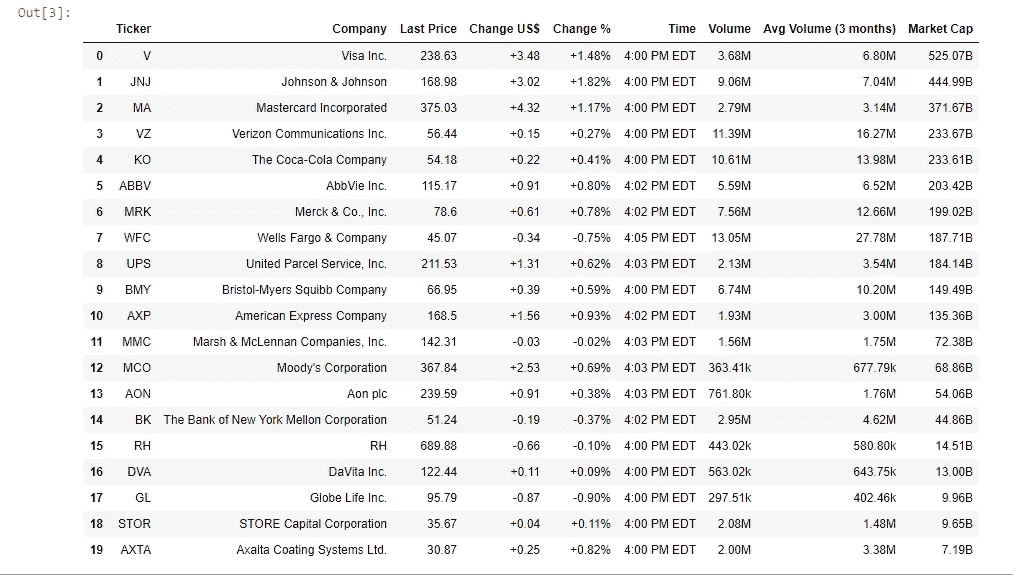 Out[3]:
Ticker Company Last Price Change US$ Change % Time Volume Avg Volume (3 months) Market Cap
0 V Visa Inc. 238.63 +3.48 +1.48% 4:00 PM EDT 3.68M 6.80M 525.07B
1 JNJ Johnson & Johnson 168.98 +3.02 +1.82% 4:00 PM EDT 9.06M 7.04M 444.99B
2 MA Mastercard Incorporated 375.03 +4.32 +1.17% 4:00 PM EDT 2.79M 3.14M 371.67B
3 VZ Verizon Communications Inc. 56.44 +0.15 +0.27% 4:00 PM EDT 11.39M 16.27M 233.67B
4 KO The Coca-Cola Company 54.18 +0.22 +0.41% 4:00 PM EDT 10.61M 13.98M 233.61B
5 ABBV AbbVie Inc. 115.17 +0.91 +0.80% 4:02 PM EDT 5.59M 6.52M 203.42B
6 MRK Merck & Co., Inc. 78.6 +0.61 +0.78% 4:02 PM EDT 7.56M 12.66M 199.02B
7 WFC Wells Fargo & Company 45.07 -0.34 -0.75% 4:05 PM EDT 13.05M 27.78M 187.71B
8 UPS United Parcel Service, Inc. 211.53 +1.31 +0.62% 4:03 PM EDT 2.13M 3.54M 184.14B
9 BMY Bristol-Myers Squibb Company 66.95 +0.39 +0.59% 4:00 PM EDT 6.74M 10.20M 149.49B
10 AXP American Express Company 168.5 +1.56 +0.93% 4:02 PM EDT 1.93M 3.00M 135.36B
11 MMC Marsh & McLennan Companies, Inc. 142.31 -0.03 -0.02% 4:03 PM EDT 1.56M 1.75M 72.38B
12 MCO Moody's Corporation 367.84 +2.53 +0.69% 4:03 PM EDT 363.41k 677.79k 68.86B
13 AON Aon plc 239.59 +0.91 +0.38% 4:03 PM EDT 761.80k 1.76M 54.06B
14 BK The Bank of New York Mellon Corporation 51.24 -0.19 -0.37% 4:02 PM EDT 2.95M 4.62M 44.86B
15 RH RH 689.88 -0.66 -0.10% 4:00 PM EDT 443.02k 580.80k 14.51B
16 DVA DaVita Inc. 122.44 +0.11 +0.09% 4:00 PM EDT 563.02k 643.75k 13.00B
17 GL Globe Life Inc. 95.79 -0.87 -0.90% 4:00 PM EDT 297.51k 402.46k 9.96B
18 STOR STORE Capital Corporation 35.67 +0.04 +0.11% 4:00 PM EDT 2.08M 1.48M 9.65B
19 AXTA Axalta Coating Systems Ltd. 30.87 +0.25 +0.82% 4:00 PM EDT 2.00M 3.38M 7.19B